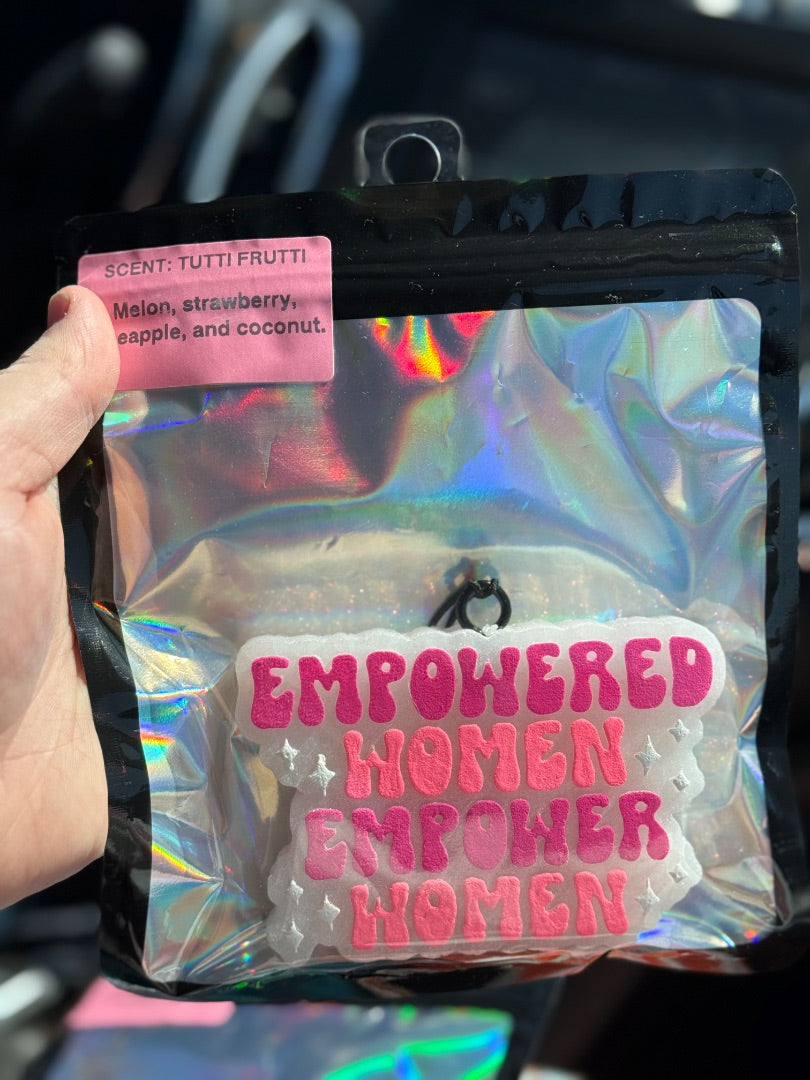 SCENT: TUTTI FRUTTI
Melon, strawberry,
eapple, and coconut.
EMPOWERED
WOMEN
EMPOWER
WOMEN